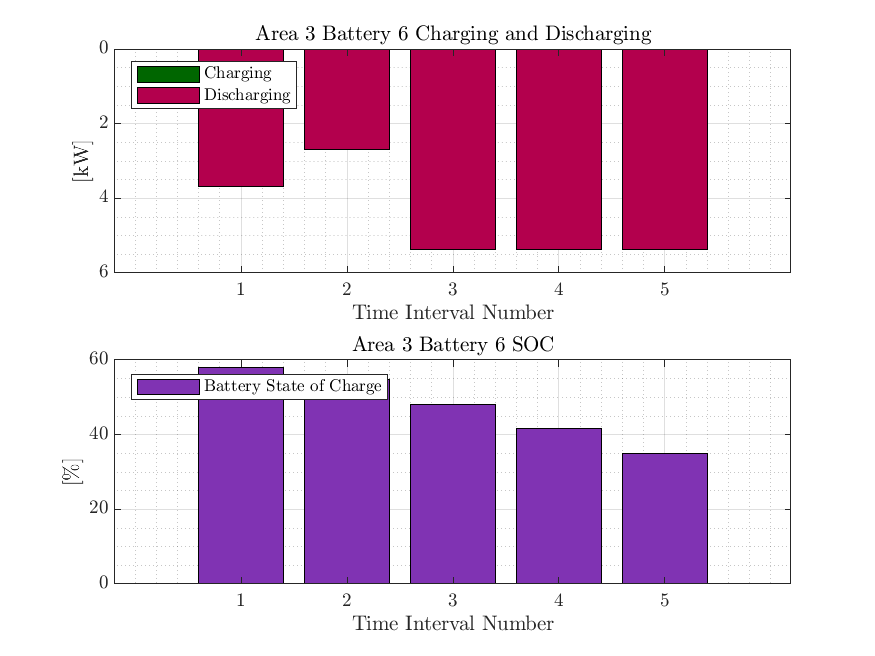 Area 3 Battery 6 Charging and Discharging
0
Charging
Discharging
2
[kW]
4
6
1 2 3 4 5
Time Interval Number
Area 3 Battery 6 SOC
60
Battery State of Charge
40
[%]
20
0
1 2 3 4 5
Time Interval Number